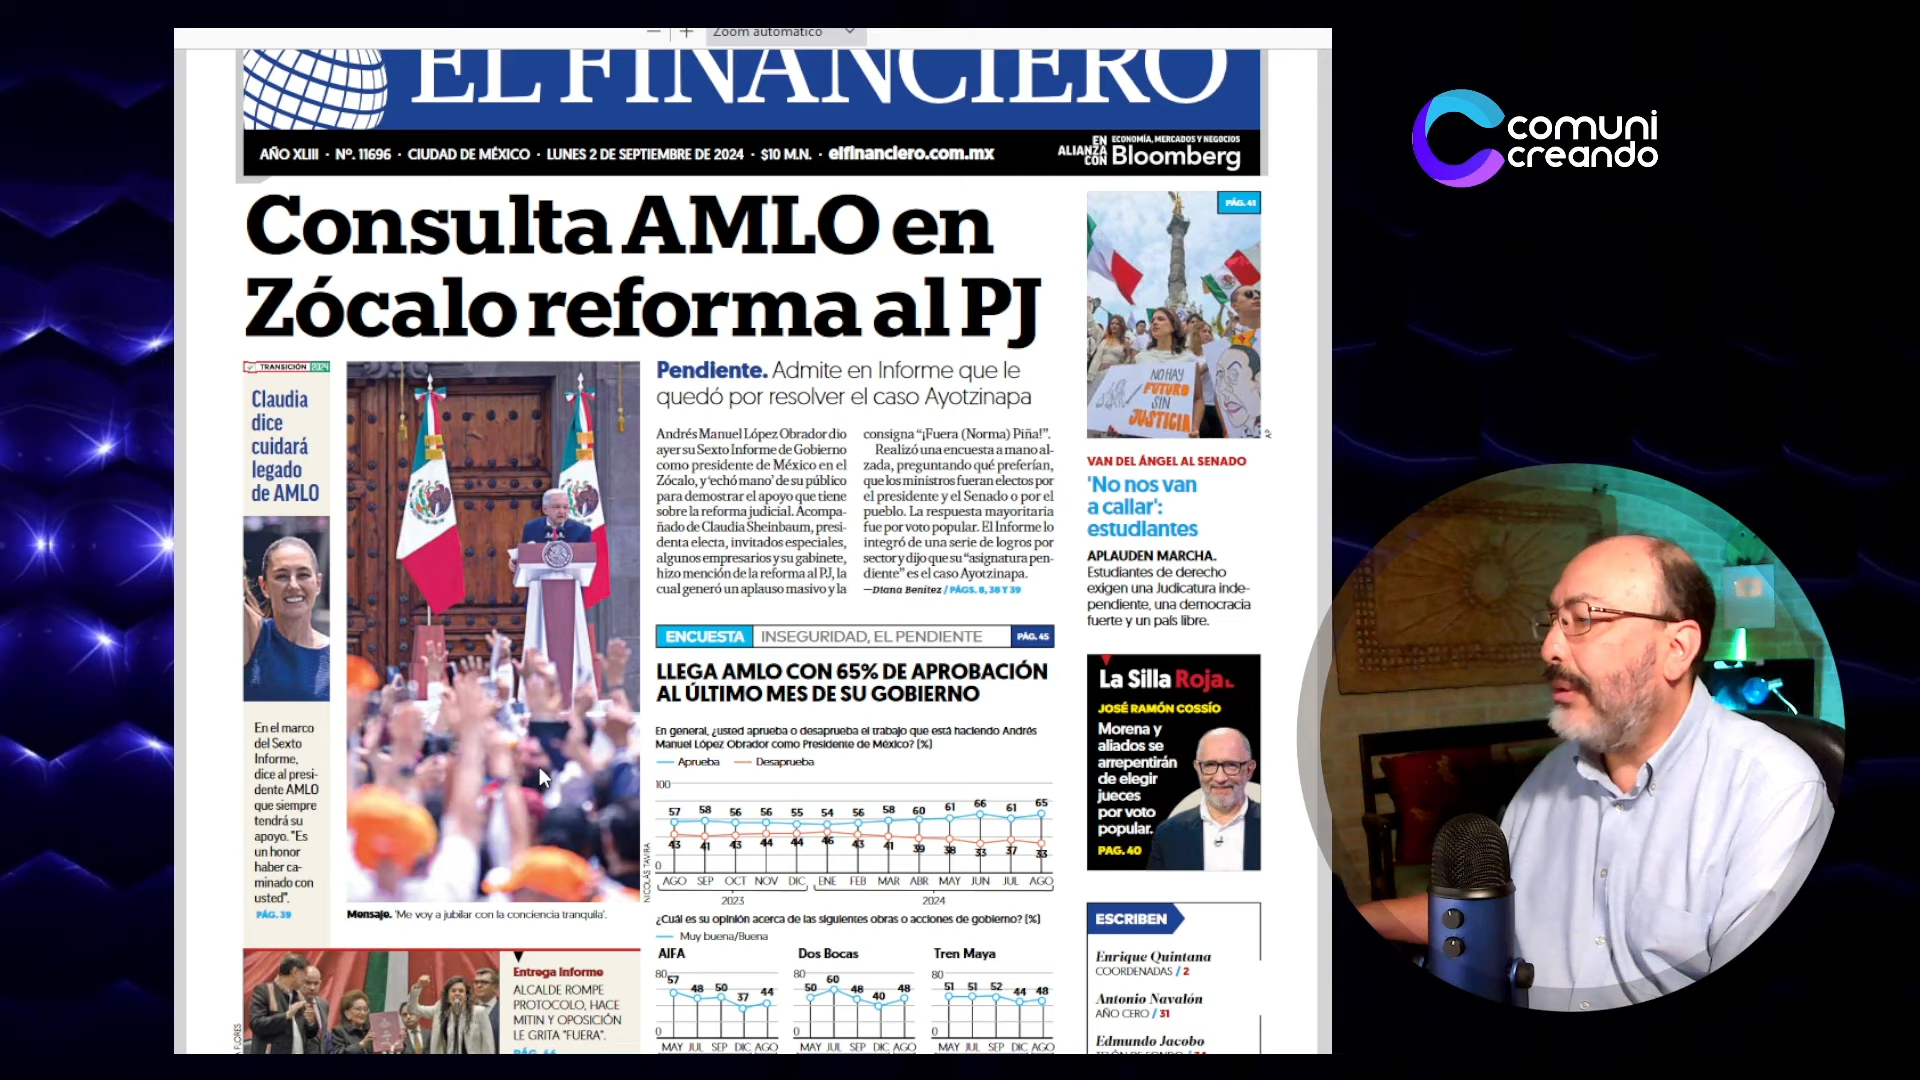 Zoom automático
EL FINANCIERO
AÑO XLIII · Nº. 11696 · CIUDAD DE MÉXICO · LUNES 2 DE SEPTIEMBRE DE 2024 · $10 M.N. · elfinanciero.com.mx
EN ALIANZA CON
ECONOMÍA, MERCADOS Y NEGOCIOS
Bloomberg
comuni
creando
Consulta AMLO en
Zócalo reforma al PJ
TRANSICIÓN 2024
Claudia
dice
cuidará
legado
de AMLO
En el marco
del Sexto
Informe,
dice al presi-
dente AMLO
que siempre
tendrá su
apoyo. "Es
un honor
haber ca-
minado con
usted".
PÁG. 39
Mensaje. 'Me voy a jubilar con la conciencia tranquila'.
Entrega Informe
ALCALDE ROMPE
PROTOCOLO, HACE
MITIN Y OPOSICIÓN
LE GRITA "FUERA".
Pendiente. Admite en Informe que le
quedó por resolver el caso Ayotzinapa
Andrés Manuel López Obrador dio
ayer su Sexto Informe de Gobierno
como presidente de México en el
Zócalo, y 'echó mano' de su público
para demostrar el apoyo que tiene
sobre la reforma judicial. Acompa-
ñado de Claudia Sheinbaum, presi-
denta electa, invitados especiales,
algunos empresarios y su gabinete,
hizo mención de la reforma al PJ, la
cual generó un aplauso masivo y la
consigna "¡Fuera (Norma) Piña!".
Realizó una encuesta a mano al-
zada, preguntando qué preferían,
que los ministros fueran electos por
el presidente y el Senado o por el
pueblo. La respuesta mayoritaria
fue por voto popular. El Informe lo
integró de una serie de logros por
sector y dijo que su "asignatura pen-
diente" es el caso Ayotzinapa.
—Diana Benítez / PÁGS. 8, 38 Y 39
NICOLÁS TAVIRA
ENCUESTA INSEGURIDAD, EL PENDIENTE PÁG. 45
LLEGA AMLO CON 65% DE APROBACIÓN
AL ÚLTIMO MES DE SU GOBIERNO
En general, ¿usted aprueba o desaprueba el trabajo que está haciendo Andrés
Manuel López Obrador como Presidente de México? (%)
Aprueba Desaprueba
100
57 58 56 56 55 54 56 58 60 61 66 61 65
43 41 43 44 44 46 43 41 39 38 33 37 33
0
AGO SEP OCT NOV DIC ENE FEB MAR ABR MAY JUN JUL AGO
2023 2024
¿Cuál es su opinión acerca de las siguientes obras o acciones de gobierno? (%)
Muy buena/Buena
AIFA
80
57 48 50 37 44
0
MAY JUL SEP DIC AGO
Dos Bocas
80
50 60 48 40 48
0
MAY JUL SEP DIC AGO
Tren Maya
80
51 51 52 44 48
0
MAY JUL SEP DIC AGO
PÁG. 41
NO HAY
FUTURO
SIN
JUSTICIA
AP
VAN DEL ÁNGEL AL SENADO
'No nos van
a callar':
estudiantes
APLAUDEN MARCHA.
Estudiantes de derecho
exigen una Judicatura inde-
pendiente, una democracia
fuerte y un país libre.
La Silla Roja
JOSÉ RAMÓN COSSÍO
Morena y
aliados se
arrepentirán
de elegir
jueces
por voto
popular.
PAG. 40
ESCRIBEN
Enrique Quintana
COORDENADAS / 2
Antonio Navalón
AÑO CERO / 31
Edmundo Jacobo